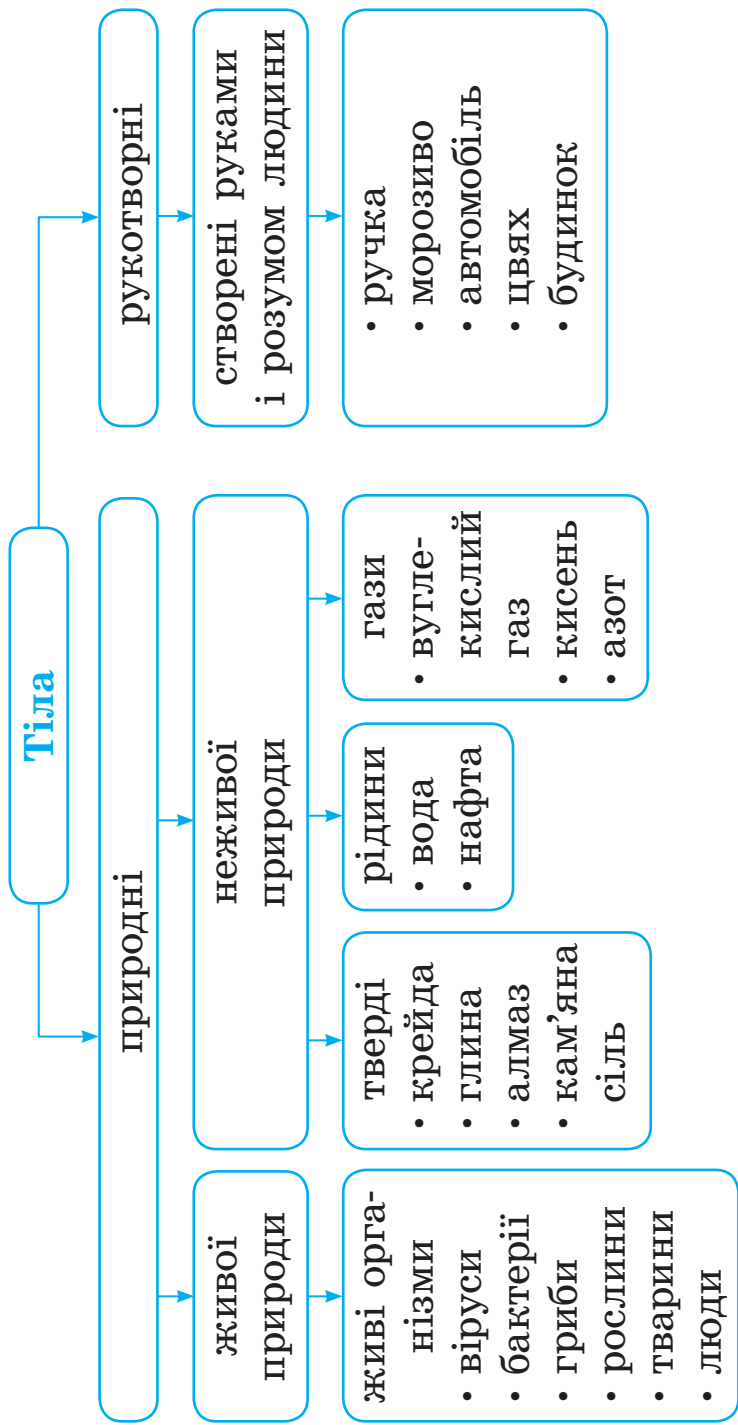 Тіла
природні
рукотворні
живої
природи
неживої
природи
створені руками
і розумом людини
живі орга-
нізми
• віруси
• бактерії
• гриби
• рослини
• тварини
• люди
тверді
• крейда
• глина
• алмаз
• кам’яна
сіль
рідини
• вода
• нафта
гази
• вугле-
кислий
газ
• кисень
• азот
• ручка
• морозиво
• автомобіль
• цвях
• будинок